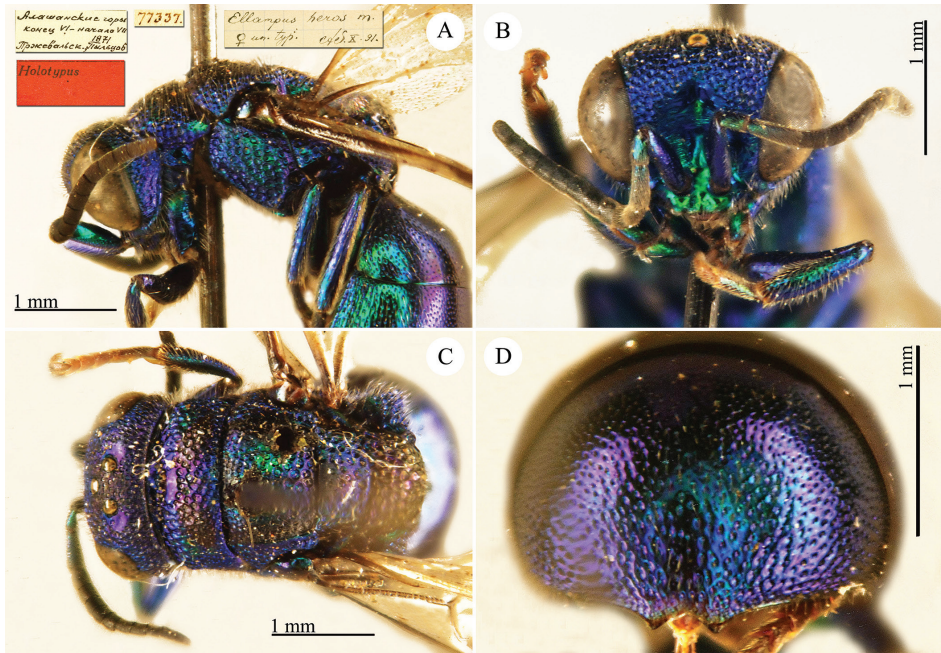 Алашанские горы
конец VI - начало VII
1871
Пржевальск.
77337.
Ellampus heros m.
♀ un. typ.
Holotypus
A
B
1 mm
1 mm
C
D
1 mm
1 mm